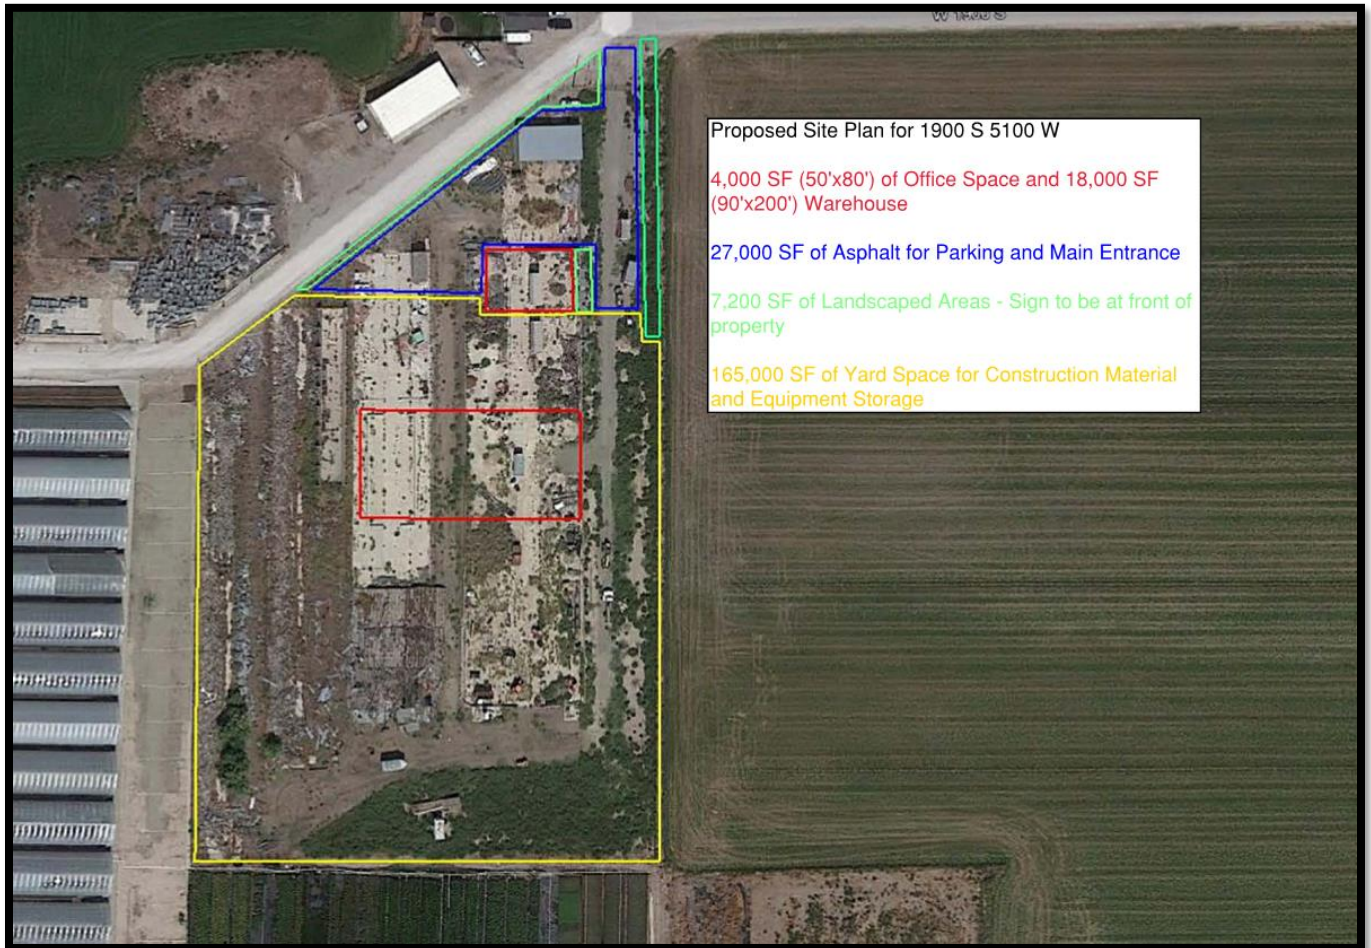 W 1900 S
Proposed Site Plan for 1900 S 5100 W
4,000 SF (50'x80') of Office Space and 18,000 SF
(90'x200') Warehouse
27,000 SF of Asphalt for Parking and Main Entrance
7,200 SF of Landscaped Areas - Sign to be at front of
property
165,000 SF of Yard Space for Construction Material
and Equipment Storage